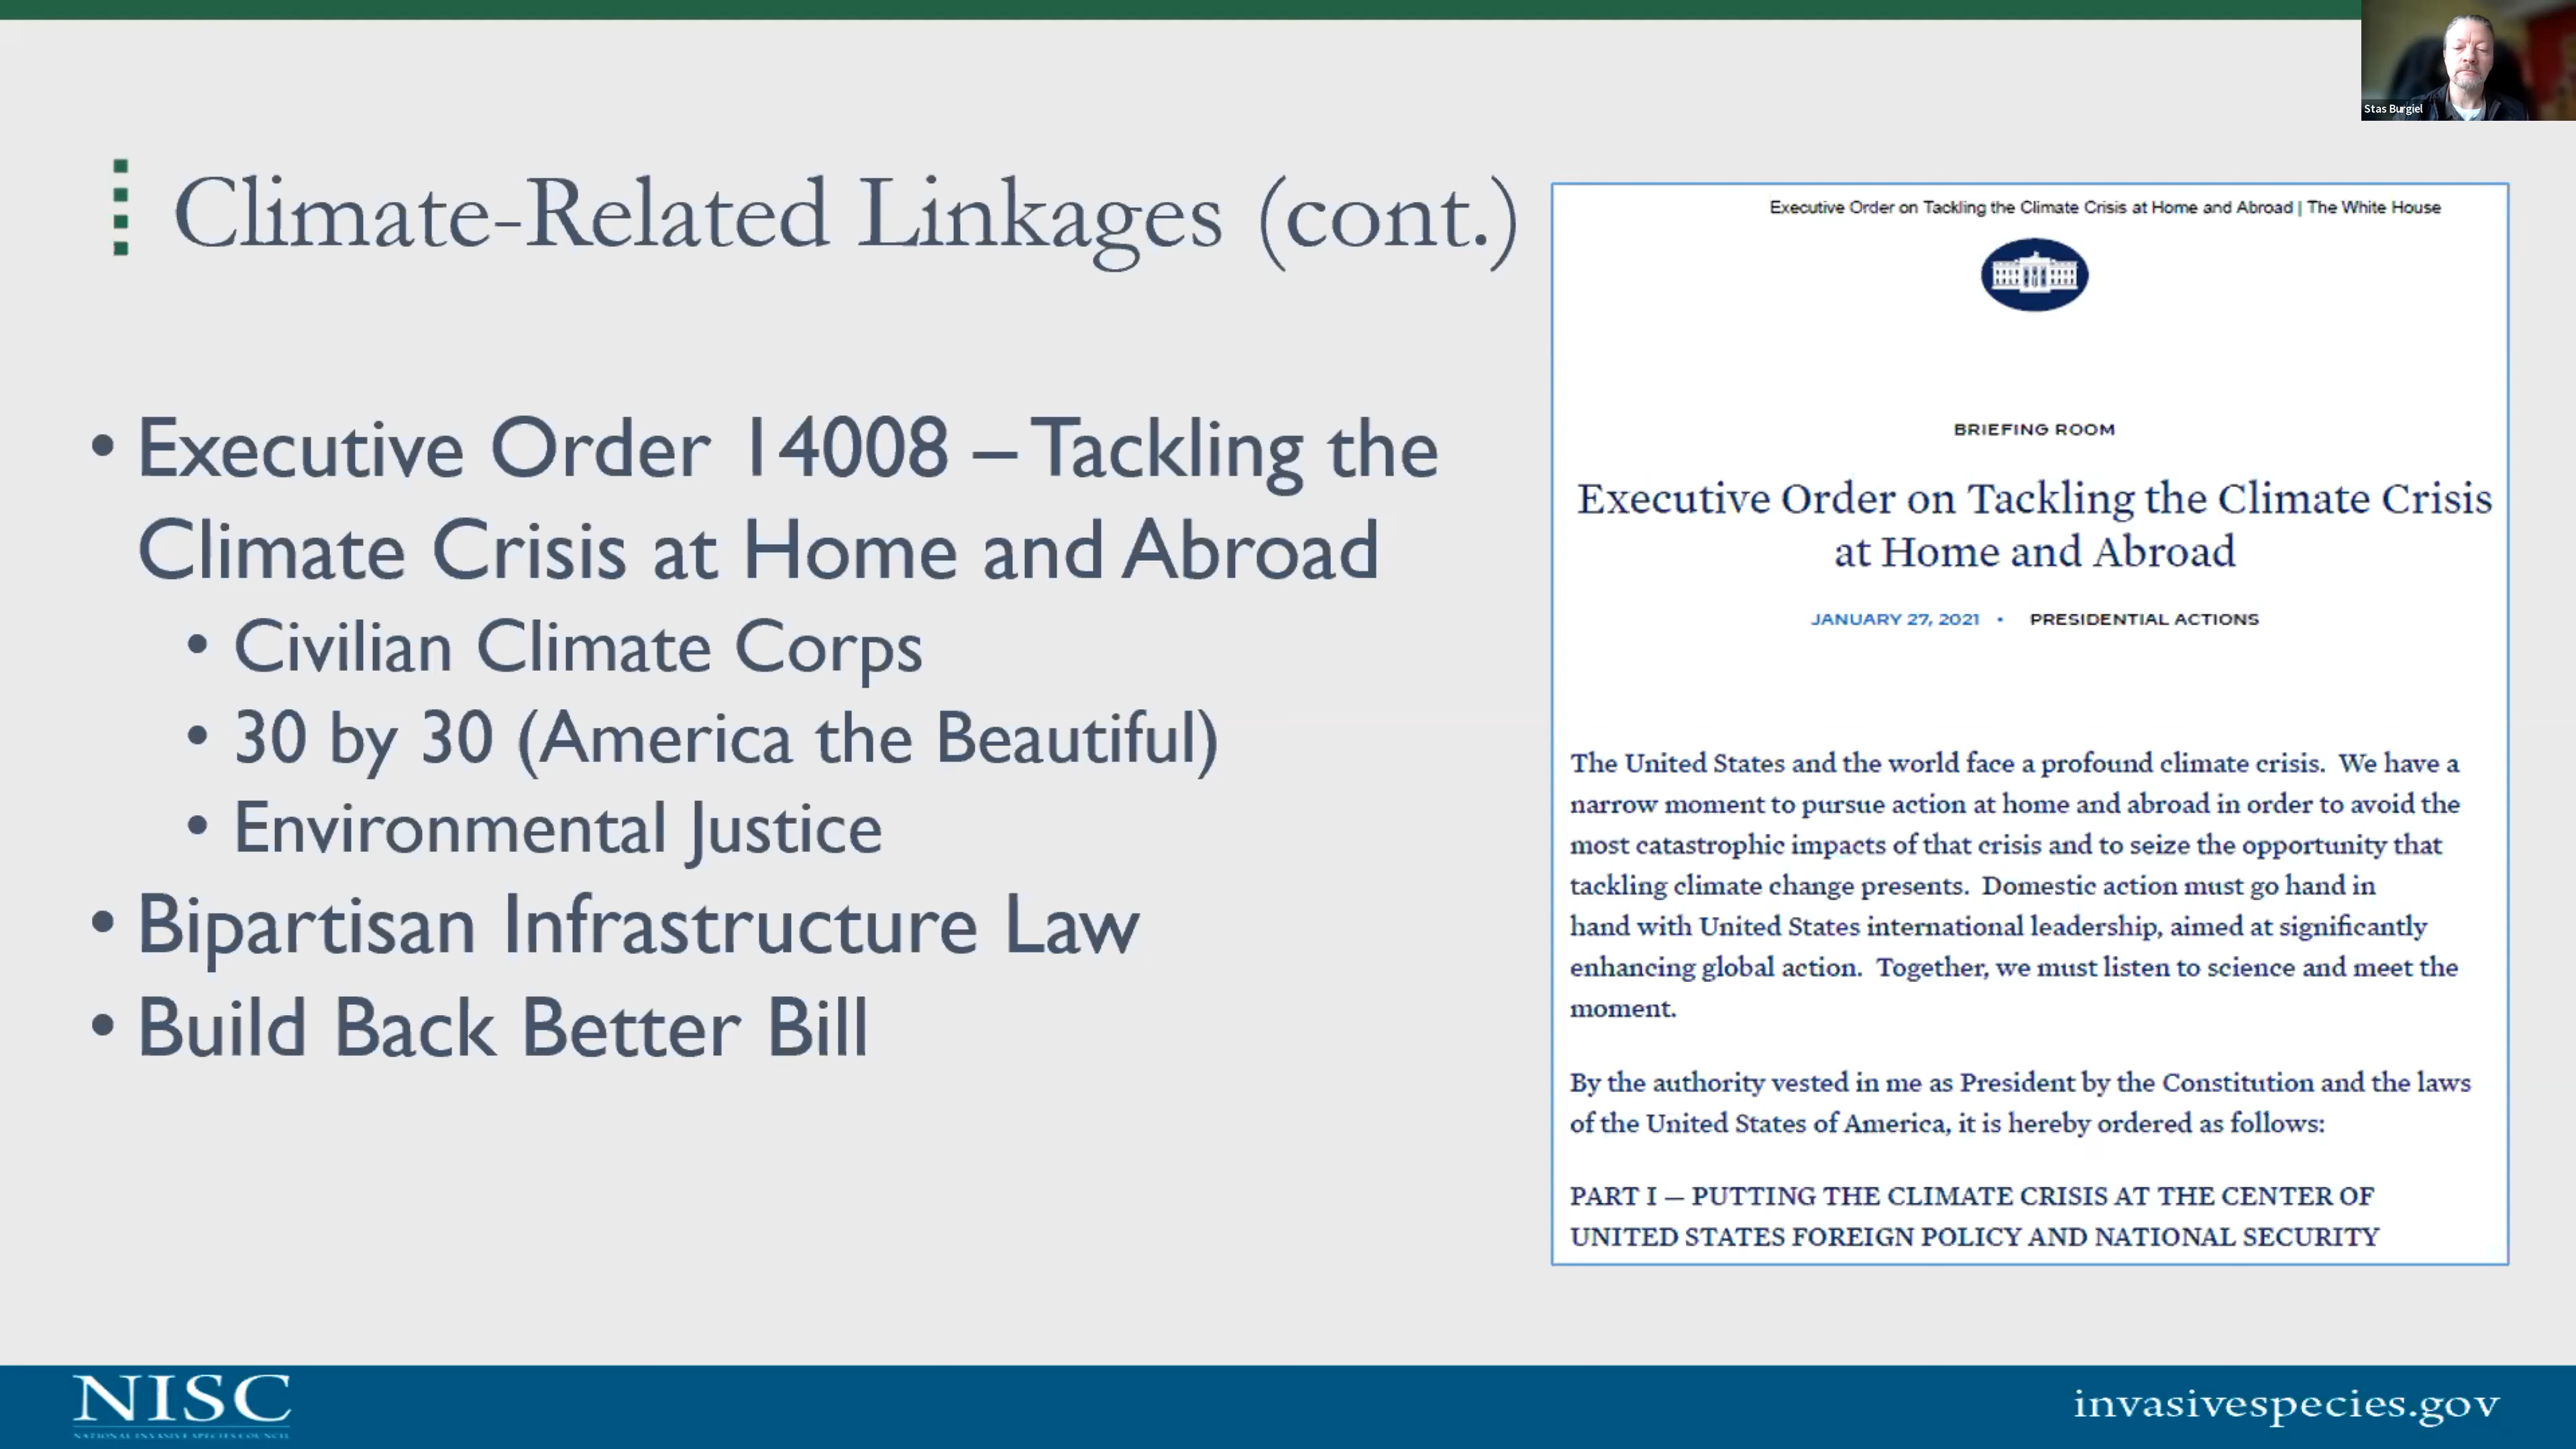 Stas Burgiel
Climate-Related Linkages (cont.)
• Executive Order 14008 – Tackling the
Climate Crisis at Home and Abroad
• Civilian Climate Corps
• 30 by 30 (America the Beautiful)
• Environmental Justice
• Bipartisan Infrastructure Law
• Build Back Better Bill
Executive Order on Tackling the Climate Crisis at Home and Abroad | The White House
BRIEFING ROOM
Executive Order on Tackling the Climate Crisis
at Home and Abroad
JANUARY 27, 2021 • PRESIDENTIAL ACTIONS
The United States and the world face a profound climate crisis. We have a
narrow moment to pursue action at home and abroad in order to avoid the
most catastrophic impacts of that crisis and to seize the opportunity that
tackling climate change presents. Domestic action must go hand in
hand with United States international leadership, aimed at significantly
enhancing global action. Together, we must listen to science and meet the
moment.
By the authority vested in me as President by the Constitution and the laws
of the United States of America, it is hereby ordered as follows:
PART I — PUTTING THE CLIMATE CRISIS AT THE CENTER OF
UNITED STATES FOREIGN POLICY AND NATIONAL SECURITY
NISC
NATIONAL INVASIVE SPECIES COUNCIL
invasivespecies.gov